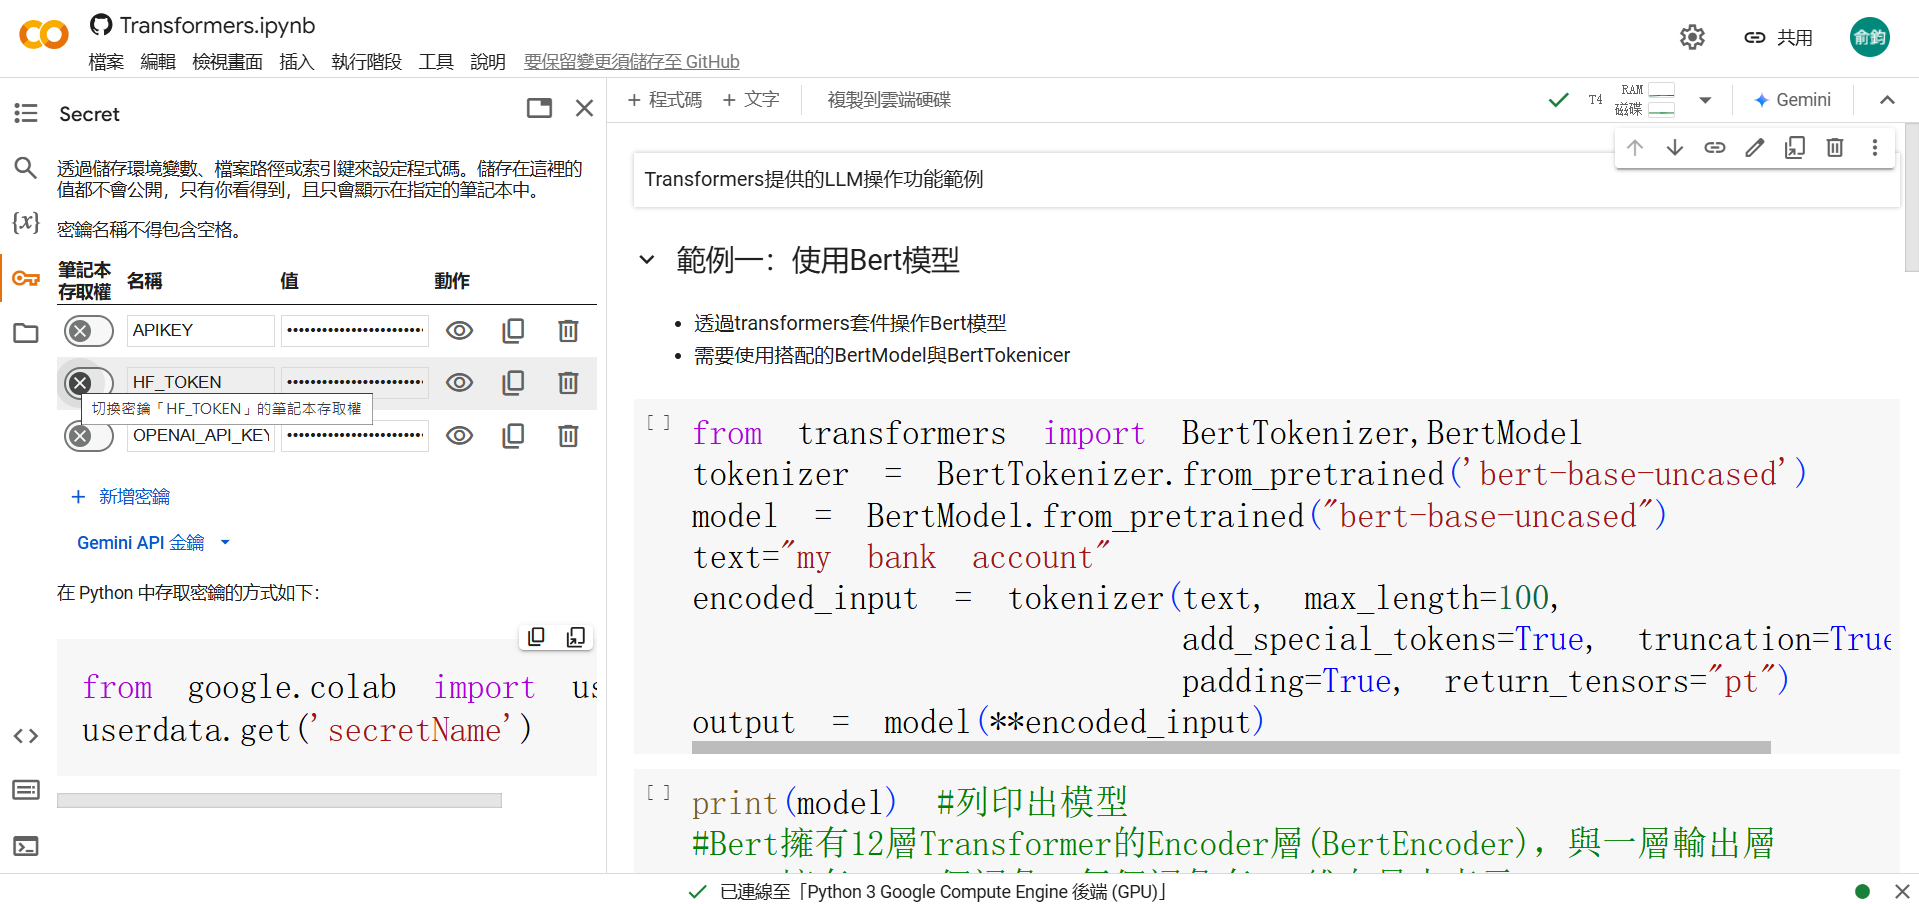 Transformers.ipynb
檔案 編輯 檢視畫面 插入 執行階段 工具 說明 要保留變更須儲存至 GitHub
共用
俞鈞
Secret
透過儲存環境變數、檔案路徑或索引鍵來設定程式碼。儲存在這裡的
值都不會公開，只有你看得到，且只會顯示在指定的筆記本中。
密鑰名稱不得包含空格。
筆記本
存取權 名稱 值 動作
APIKEY ••••••••••••••••••••••••
HF_TOKEN ••••••••••••••••••••••••
切換密鑰「HF_TOKEN」的筆記本存取權
OPENAI_API_KEY ••••••••••••••••••••••••
+ 新增密鑰
Gemini API 金鑰
在 Python 中存取密鑰的方式如下：
from google.colab import us
userdata.get('secretName')
+ 程式碼 + 文字 複製到雲端硬碟
T4 RAM
磁碟
Gemini
Transformers提供的LLM操作功能範例
範例一：使用Bert模型
• 透過transformers套件操作Bert模型
• 需要使用搭配的BertModel與BertTokenicer
[ ] from transformers import BertTokenizer,BertModel
tokenizer = BertTokenizer.from_pretrained('bert-base-uncased')
model = BertModel.from_pretrained("bert-base-uncased")
text="my bank account"
encoded_input = tokenizer(text, max_length=100,
add_special_tokens=True, truncation=True
padding=True, return_tensors="pt")
output = model(**encoded_input)
[ ] print(model) #列印出模型
#Bert擁有12層Transformer的Encoder層(BertEncoder)，與一層輸出層
已連線至「Python 3 Google Compute Engine 後端 (GPU)」